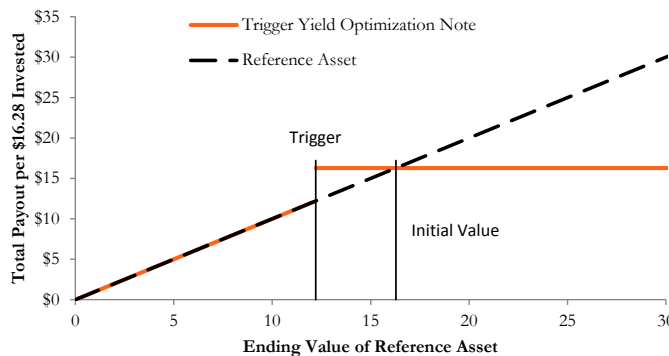 Trigger Yield Optimization Note
Reference Asset
$35
$30
$25
$20
$15
$10
$5
$0
Total Payout per $16.28 Invested
Trigger
Initial Value
0 5 10 15 20 25 30
Ending Value of Reference Asset